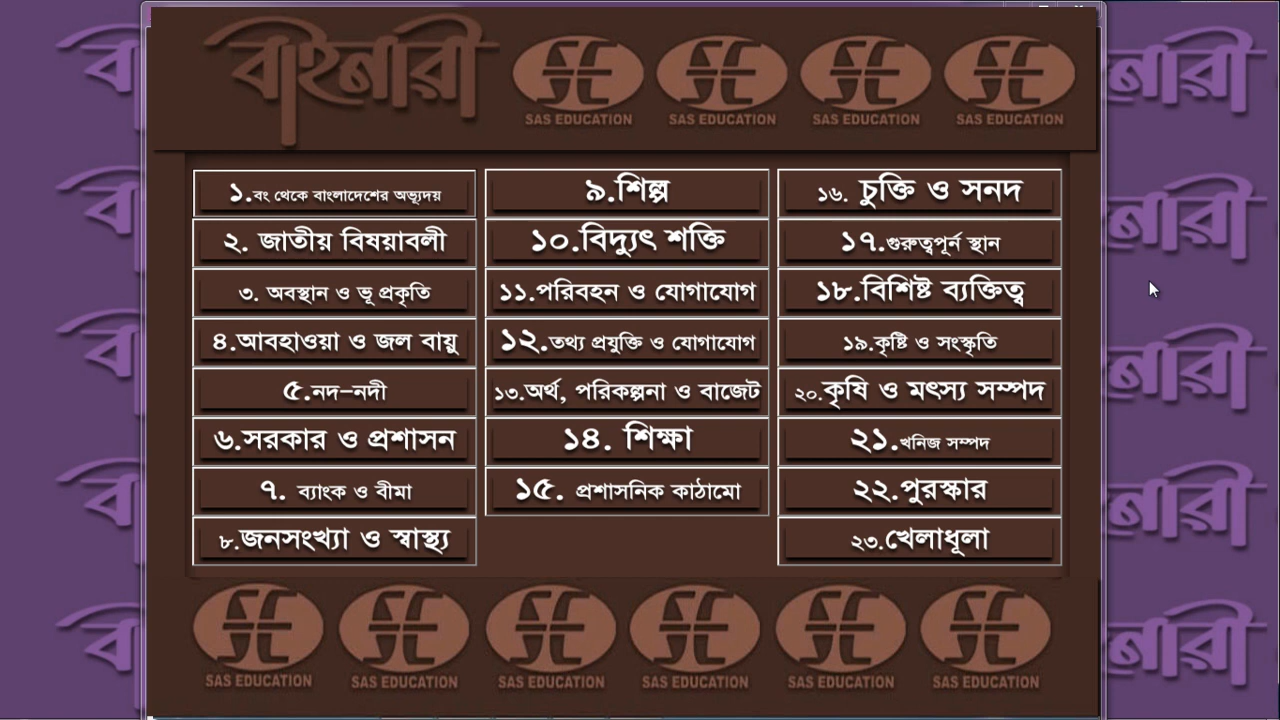 বাইনারী
SAS EDUCATION SAS EDUCATION SAS EDUCATION SAS EDUCATION
১.বং থেকে বাংলাদেশের অভ্যূদয়
২. জাতীয় বিষয়াবলী
৩. অবস্থান ও ভূ প্রকৃতি
৪.আবহাওয়া ও জল বায়ু
৫.নদ-নদী
৬.সরকার ও প্রশাসন
৭. ব্যাংক ও বীমা
৮.জনসংখ্যা ও স্বাস্থ্য
৯.শিল্প
১০.বিদ্যুৎ শক্তি
১১.পরিবহন ও যোগাযোগ
১২.তথ্য প্রযুক্তি ও যোগাযোগ
১৩.অর্থ, পরিকল্পনা ও বাজেট
১৪. শিক্ষা
১৫. প্রশাসনিক কাঠামো
১৬. চুক্তি ও সনদ
১৭.গুরুত্বপূর্ন স্থান
১৮.বিশিষ্ট ব্যক্তিত্ব
১৯.কৃষ্টি ও সংস্কৃতি
২০.কৃষি ও মৎস্য সম্পদ
২১.খনিজ সম্পদ
২২.পুরস্কার
২৩.খেলাধূলা
SAS EDUCATION SAS EDUCATION SAS EDUCATION SAS EDUCATION SAS EDUCATION SAS EDUCATION